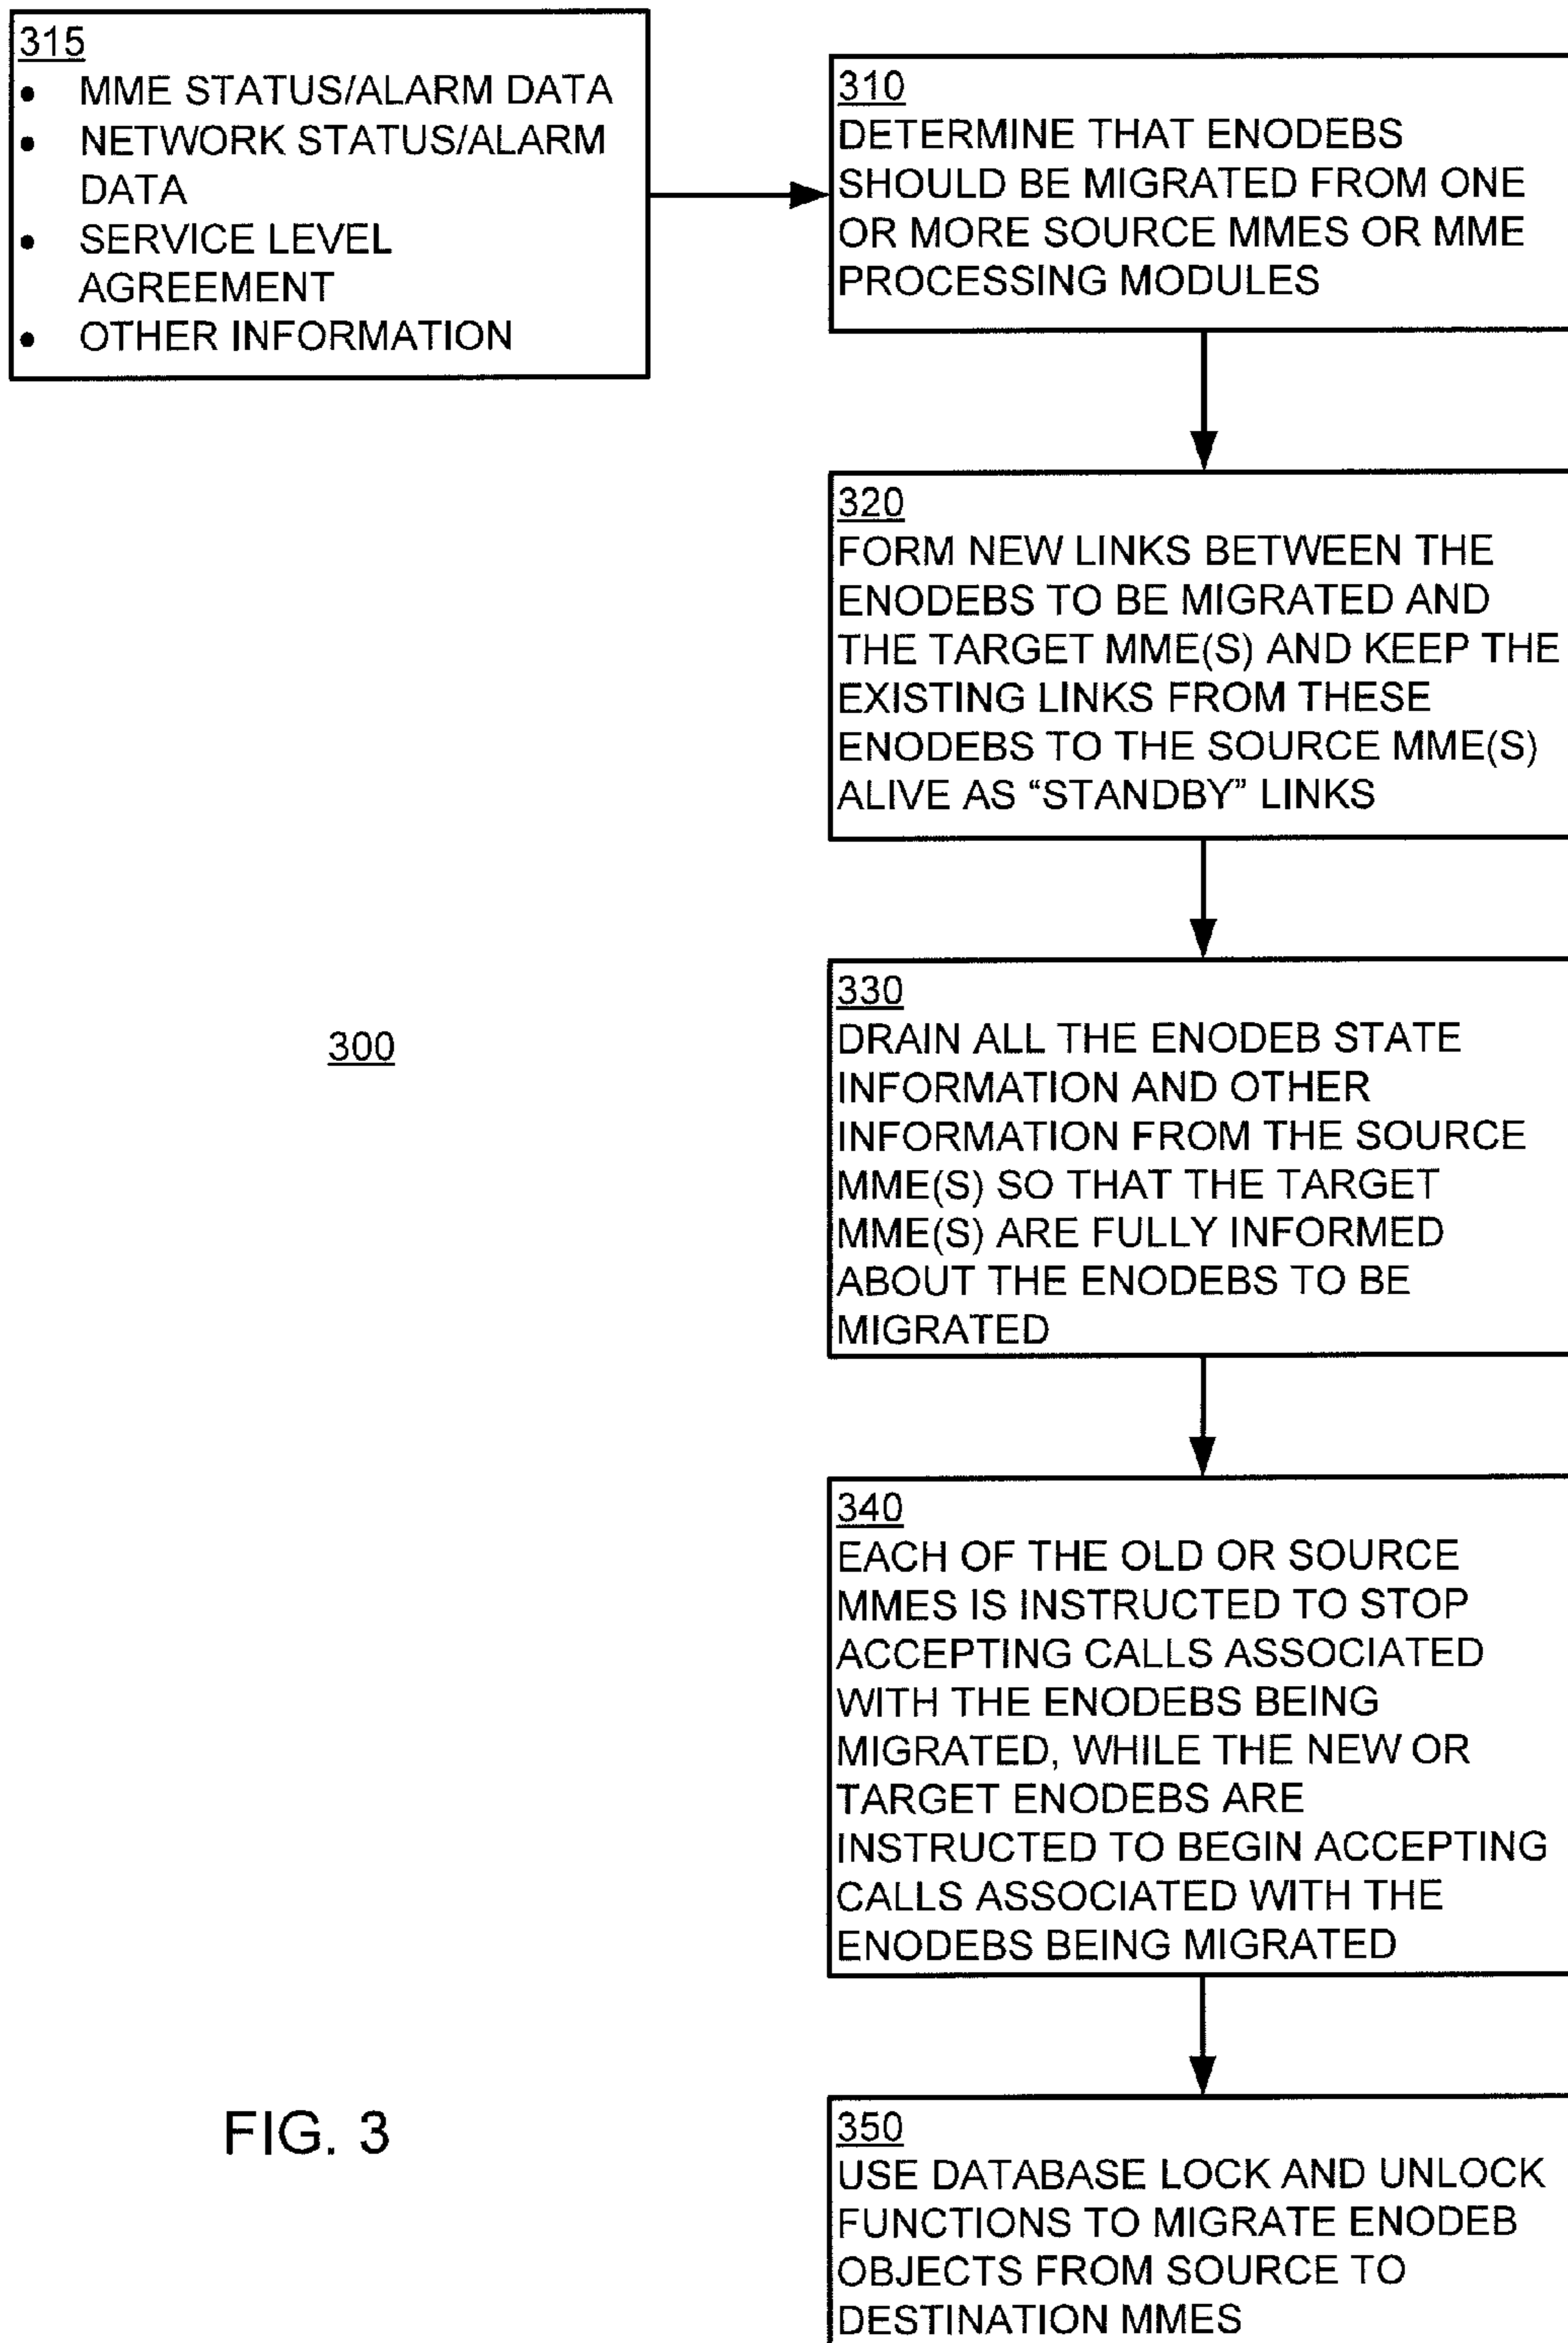 315
• MME STATUS/ALARM DATA
• NETWORK STATUS/ALARM
DATA
• SERVICE LEVEL
AGREEMENT
• OTHER INFORMATION
310
DETERMINE THAT ENODEBS
SHOULD BE MIGRATED FROM ONE
OR MORE SOURCE MMES OR MME
PROCESSING MODULES
320
FORM NEW LINKS BETWEEN THE
ENODEBS TO BE MIGRATED AND
THE TARGET MME(S) AND KEEP THE
EXISTING LINKS FROM THESE
ENODEBS TO THE SOURCE MME(S)
ALIVE AS “STANDBY” LINKS
330
DRAIN ALL THE ENODEB STATE
INFORMATION AND OTHER
INFORMATION FROM THE SOURCE
MME(S) SO THAT THE TARGET
MME(S) ARE FULLY INFORMED
ABOUT THE ENODEBS TO BE
MIGRATED
300
340
EACH OF THE OLD OR SOURCE
MMES IS INSTRUCTED TO STOP
ACCEPTING CALLS ASSOCIATED
WITH THE ENODEBS BEING
MIGRATED, WHILE THE NEW OR
TARGET ENODEBS ARE
INSTRUCTED TO BEGIN ACCEPTING
CALLS ASSOCIATED WITH THE
ENODEBS BEING MIGRATED
350
USE DATABASE LOCK AND UNLOCK
FUNCTIONS TO MIGRATE ENODEB
OBJECTS FROM SOURCE TO
DESTINATION MMES
FIG. 3